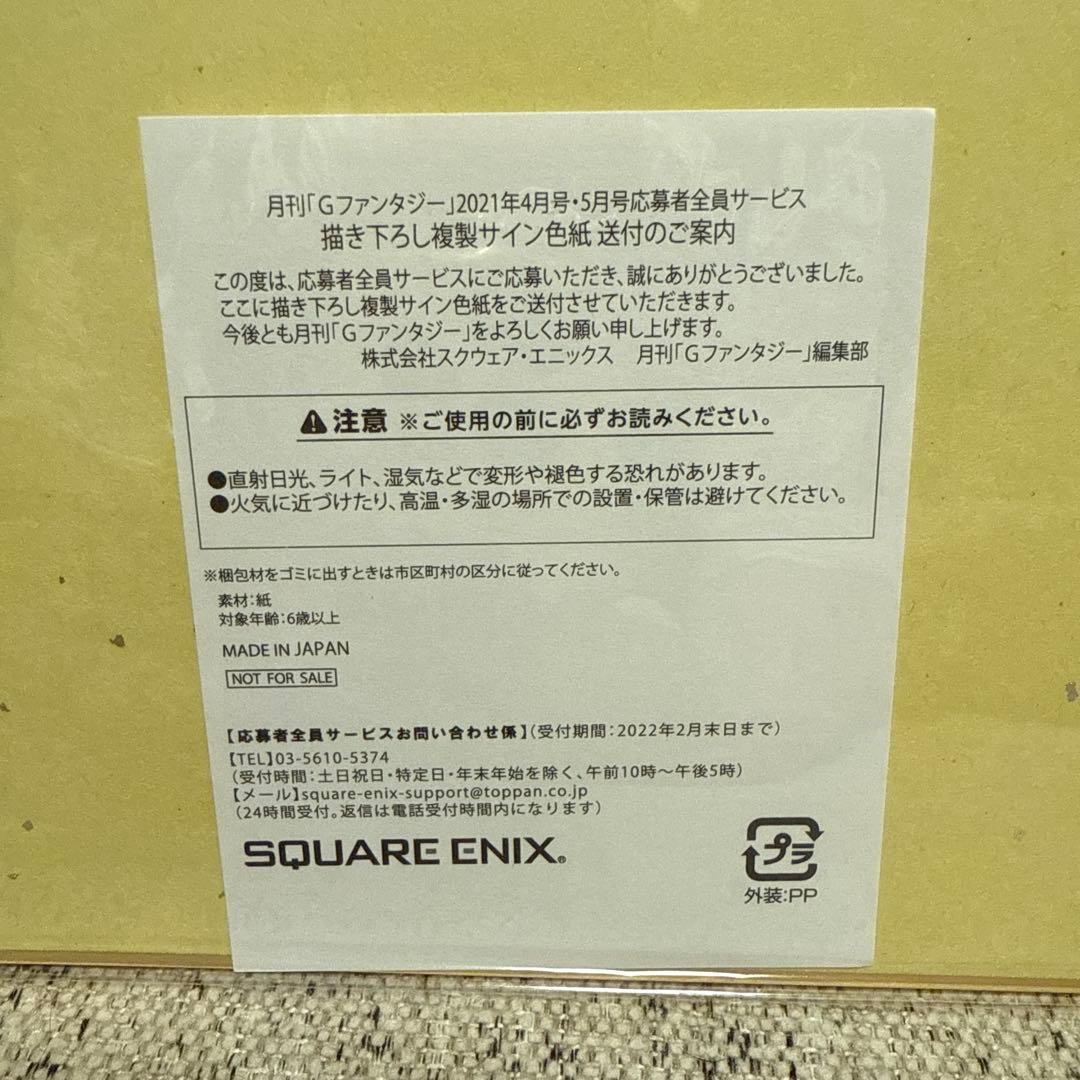 月刊「Gファンタジー」2021年4月号・5月号応募者全員サービス
描き下ろし複製サイン色紙 送付のご案内
この度は、応募者全員サービスにご応募いただき、誠にありがとうございました。
ここに描き下ろし複製サイン色紙をご送付させていただきます。
今後とも月刊「Gファンタジー」をよろしくお願い申し上げます。
株式会社スクウェア・エニックス 月刊「Gファンタジー」編集部
注意 ※ご使用の前に必ずお読みください。
●直射日光、ライト、湿気などで変形や褪色する恐れがあります。
●火気に近づけたり、高温・多湿の場所での設置・保管は避けてください。
※梱包材をゴミに出すときは市区町村の区分に従ってください。
素材:紙
対象年齢:6歳以上
MADE IN JAPAN
NOT FOR SALE
【応募者全員サービスお問い合わせ係】(受付期間:2022年2月末日まで)
【TEL】03-5610-5374
(受付時間:土日祝日・特定日・年末年始を除く、午前10時～午後5時)
【メール】square-enix-support@toppan.co.jp
(24時間受付。返信は電話受付時間内になります)
SQUARE ENIX®
プラ
外装:PP